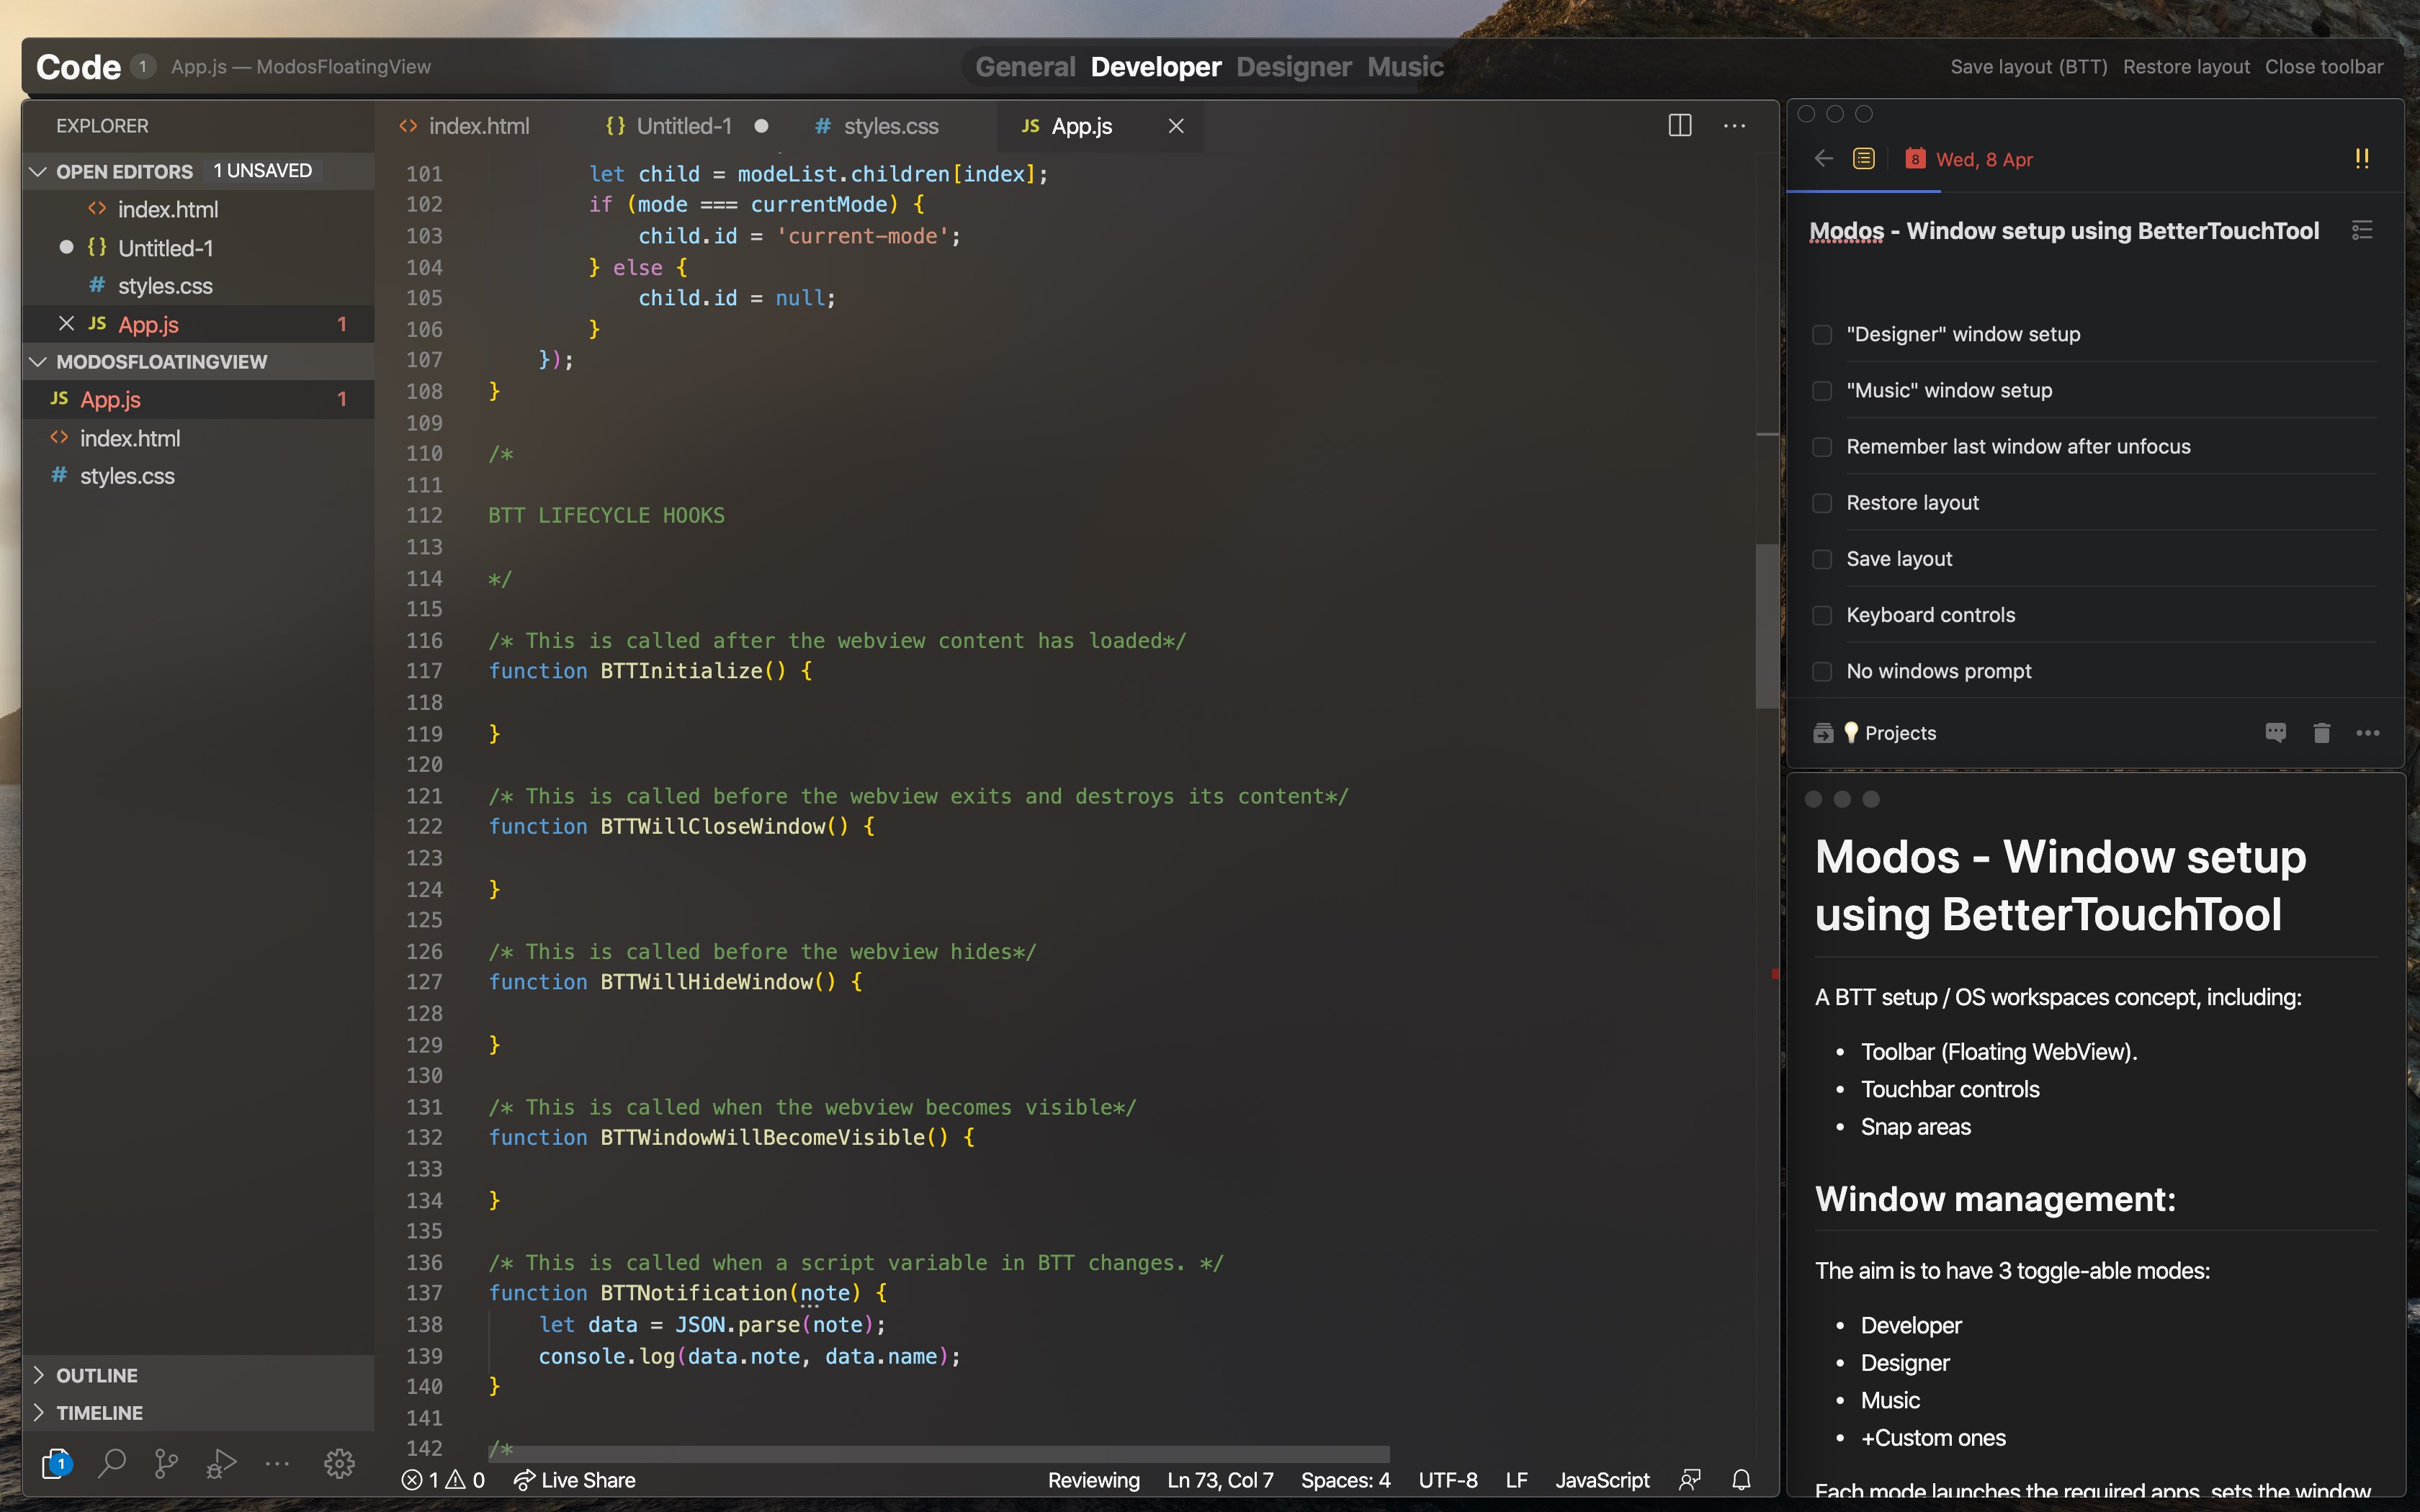 Code 1 App.js — ModosFloatingView
General Developer Designer Music
Save layout (BTT) Restore layout Close toolbar
EXPLORER
OPEN EDITORS 1 UNSAVED
<> index.html
{} Untitled-1
# styles.css
JS App.js 1
MODOSFLOATINGVIEW
JS App.js 1
<> index.html
# styles.css
OUTLINE
TIMELINE
1
<> index.html {} Untitled-1 # styles.css JS App.js
101 let child = modeList.children[index];
102 if (mode === currentMode) {
103 child.id = 'current-mode';
104 } else {
105 child.id = null;
106 }
107 });
108 }
109
110 /*
111
112 BTT LIFECYCLE HOOKS
113
114 */
115
116 /* This is called after the webview content has loaded*/
117 function BTTInitialize() {
118
119 }
120
121 /* This is called before the webview exits and destroys its content*/
122 function BTTWillCloseWindow() {
123
124 }
125
126 /* This is called before the webview hides*/
127 function BTTWillHideWindow() {
128
129 }
130
131 /* This is called when the webview becomes visible*/
132 function BTTWindowWillBecomeVisible() {
133
134 }
135
136 /* This is called when a script variable in BTT changes. */
137 function BTTNotification(note) {
138 let data = JSON.parse(note);
139 console.log(data.note, data.name);
140 }
141
142 /*
1 0 Live Share
Reviewing Ln 73, Col 7 Spaces: 4 UTF-8 LF JavaScript
8 Wed, 8 Apr !!
Modos - Window setup using BetterTouchTool
"Designer" window setup
"Music" window setup
Remember last window after unfocus
Restore layout
Save layout
Keyboard controls
No windows prompt
Projects
Modos - Window setup
using BetterTouchTool
A BTT setup / OS workspaces concept, including:
• Toolbar (Floating WebView).
• Touchbar controls
• Snap areas
Window management:
The aim is to have 3 toggle-able modes:
• Developer
• Designer
• Music
• +Custom ones
Each mode launches the required apps, sets the window